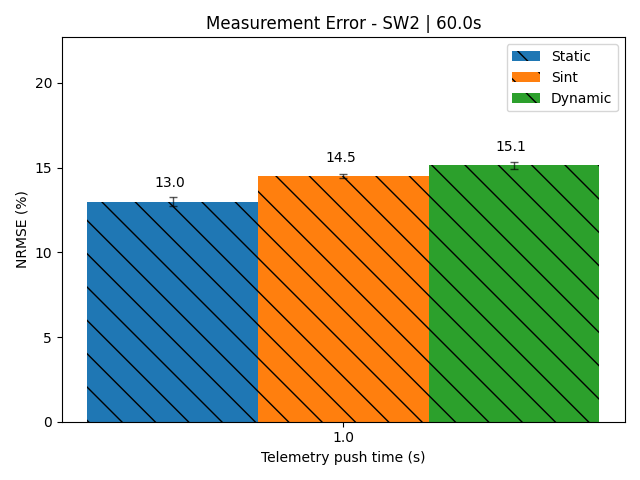 Measurement Error - SW2 | 60.0s
Static
Sint
Dynamic
13.0
14.5
15.1
20
15
10
5
0
NRMSE (%)
1.0
Telemetry push time (s)